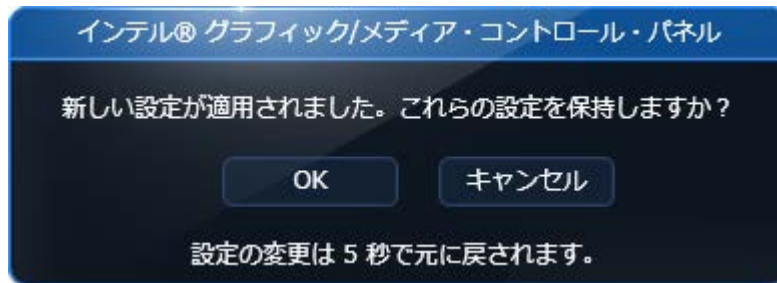 インテル® グラフィック/メディア・コントロール・パネル
新しい設定が適用されました。これらの設定を保持しますか？
OK キャンセル
設定の変更は 5 秒で元に戻されます。